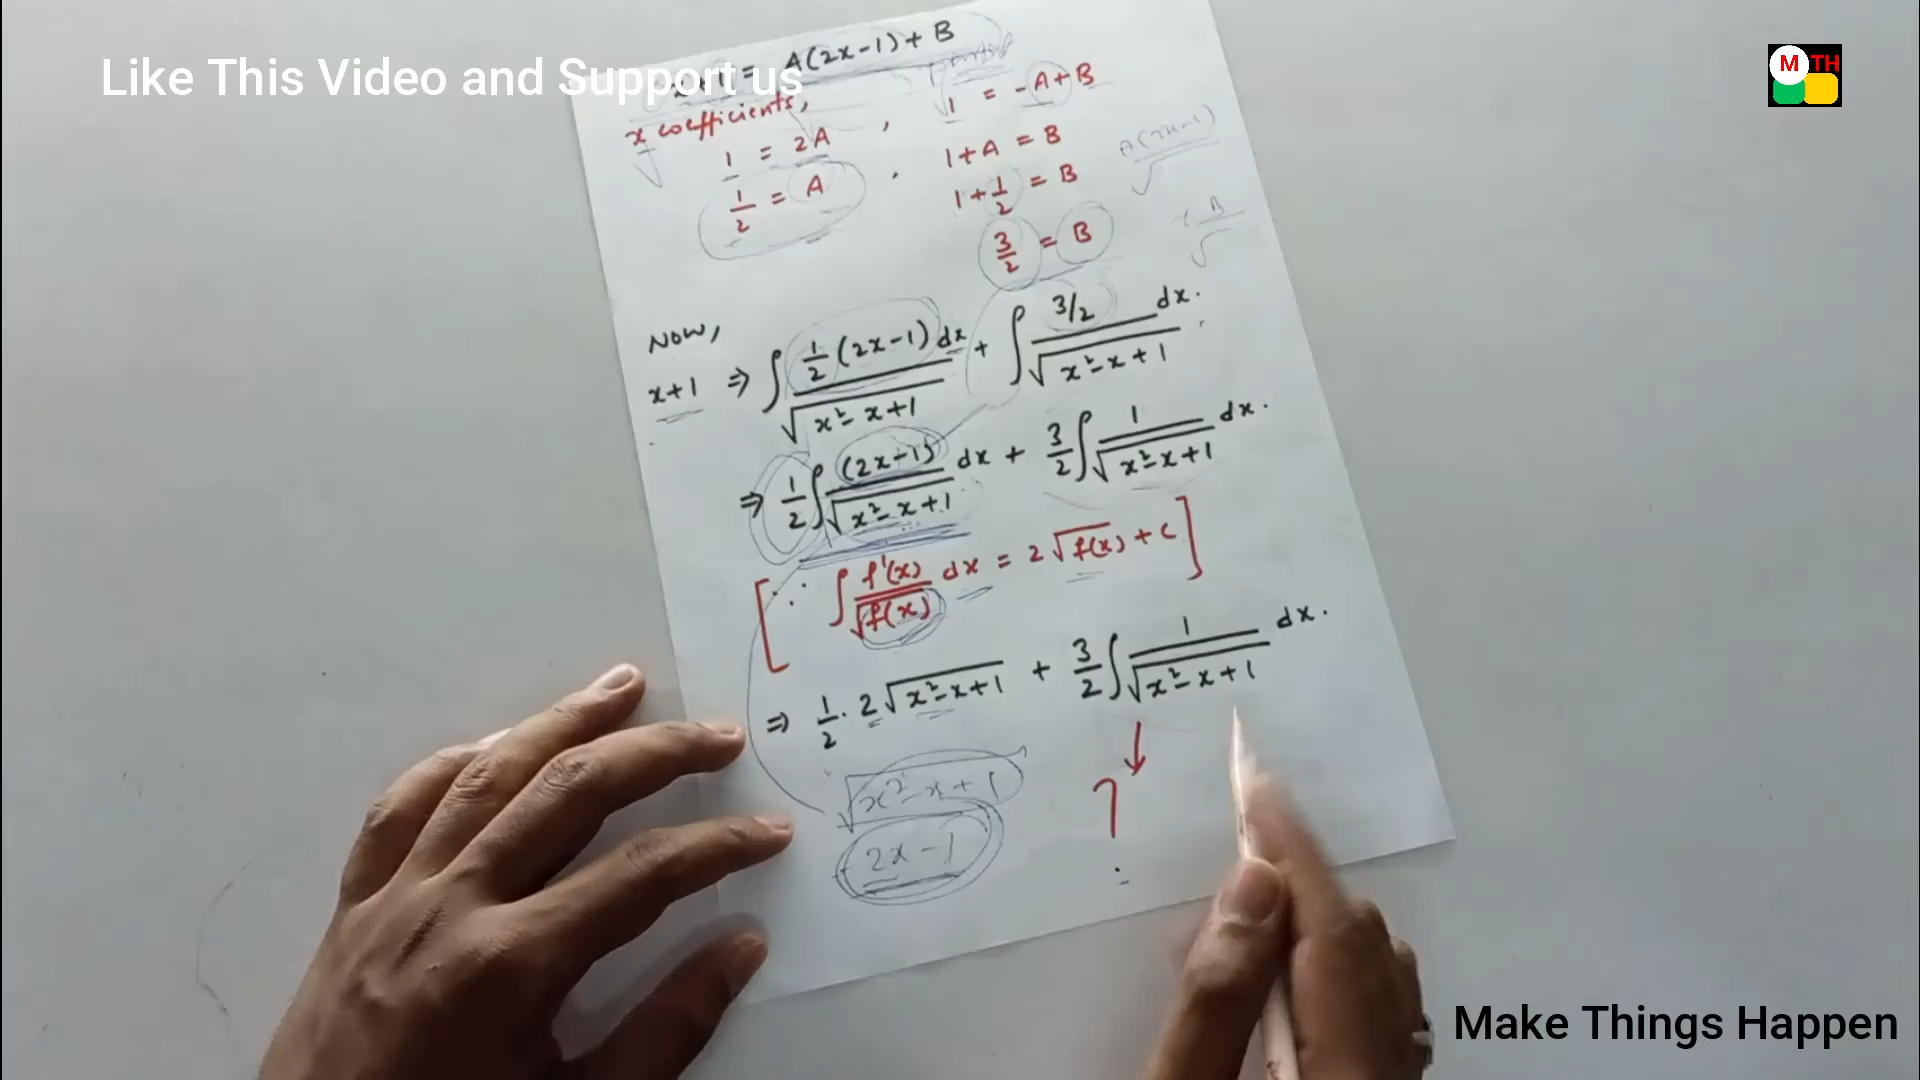 Like This Video and Support us
MTH
= A(2x-1)+ B
x coefficients,
1 = 2A , 1 = -A+B
1/2 = A . 1+A = B
1+1/2 = B
3/2 = B
A(2x-1)
B
Now,
x+1 ⇒ ∫ 1/2 (2x-1)dx / √(x²-x+1) + ∫ 3/2 dx. / √(x²-x+1)
⇒ 1/2 ∫ (2x-1) / √(x²-x+1) dx + 3/2 ∫ 1 / √(x²-x+1) dx.
[∵ ∫ f'(x) / √f(x) dx = 2√f(x) + c]
⇒ 1/2 . 2√(x²-x+1) + 3/2 ∫ 1 / √(x²-x+1) dx.
↓
?
√(x²-x+1)
2x-1
Make Things Happen